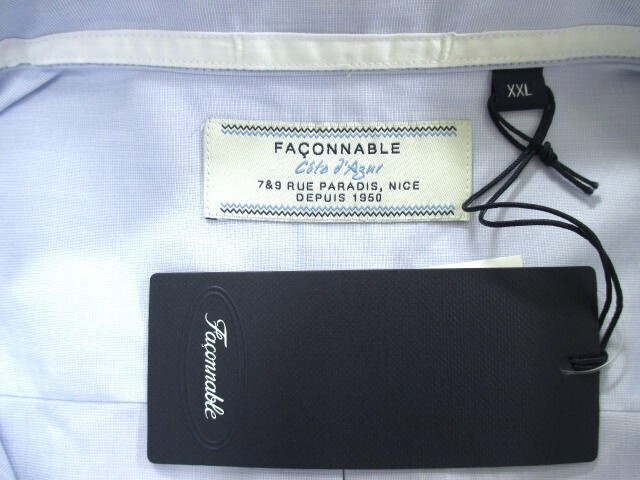 XXL
FAÇONNABLE
Côte d'Azur
7&9 RUE PARADIS, NICE
DEPUIS 1950
Façonnable